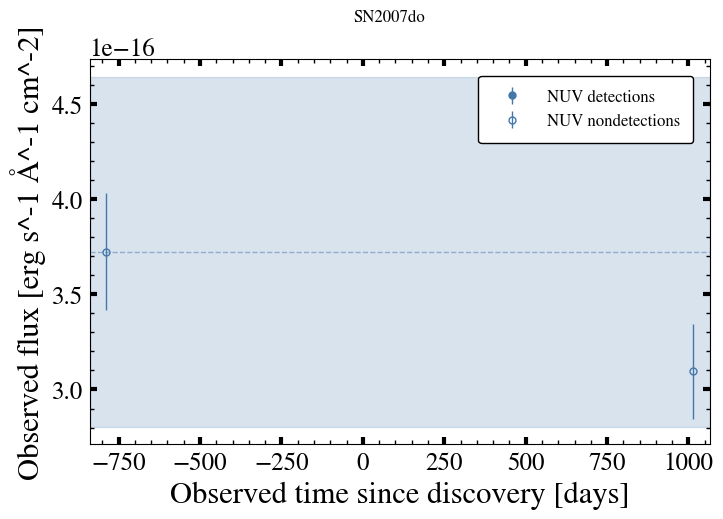 SN2007do
1e−16
Observed flux [erg s^-1 Å^-1 cm^-2]
4.5
4.0
3.5
3.0
NUV detections
NUV nondetections
−750 −500 −250 0 250 500 750 1000
Observed time since discovery [days]